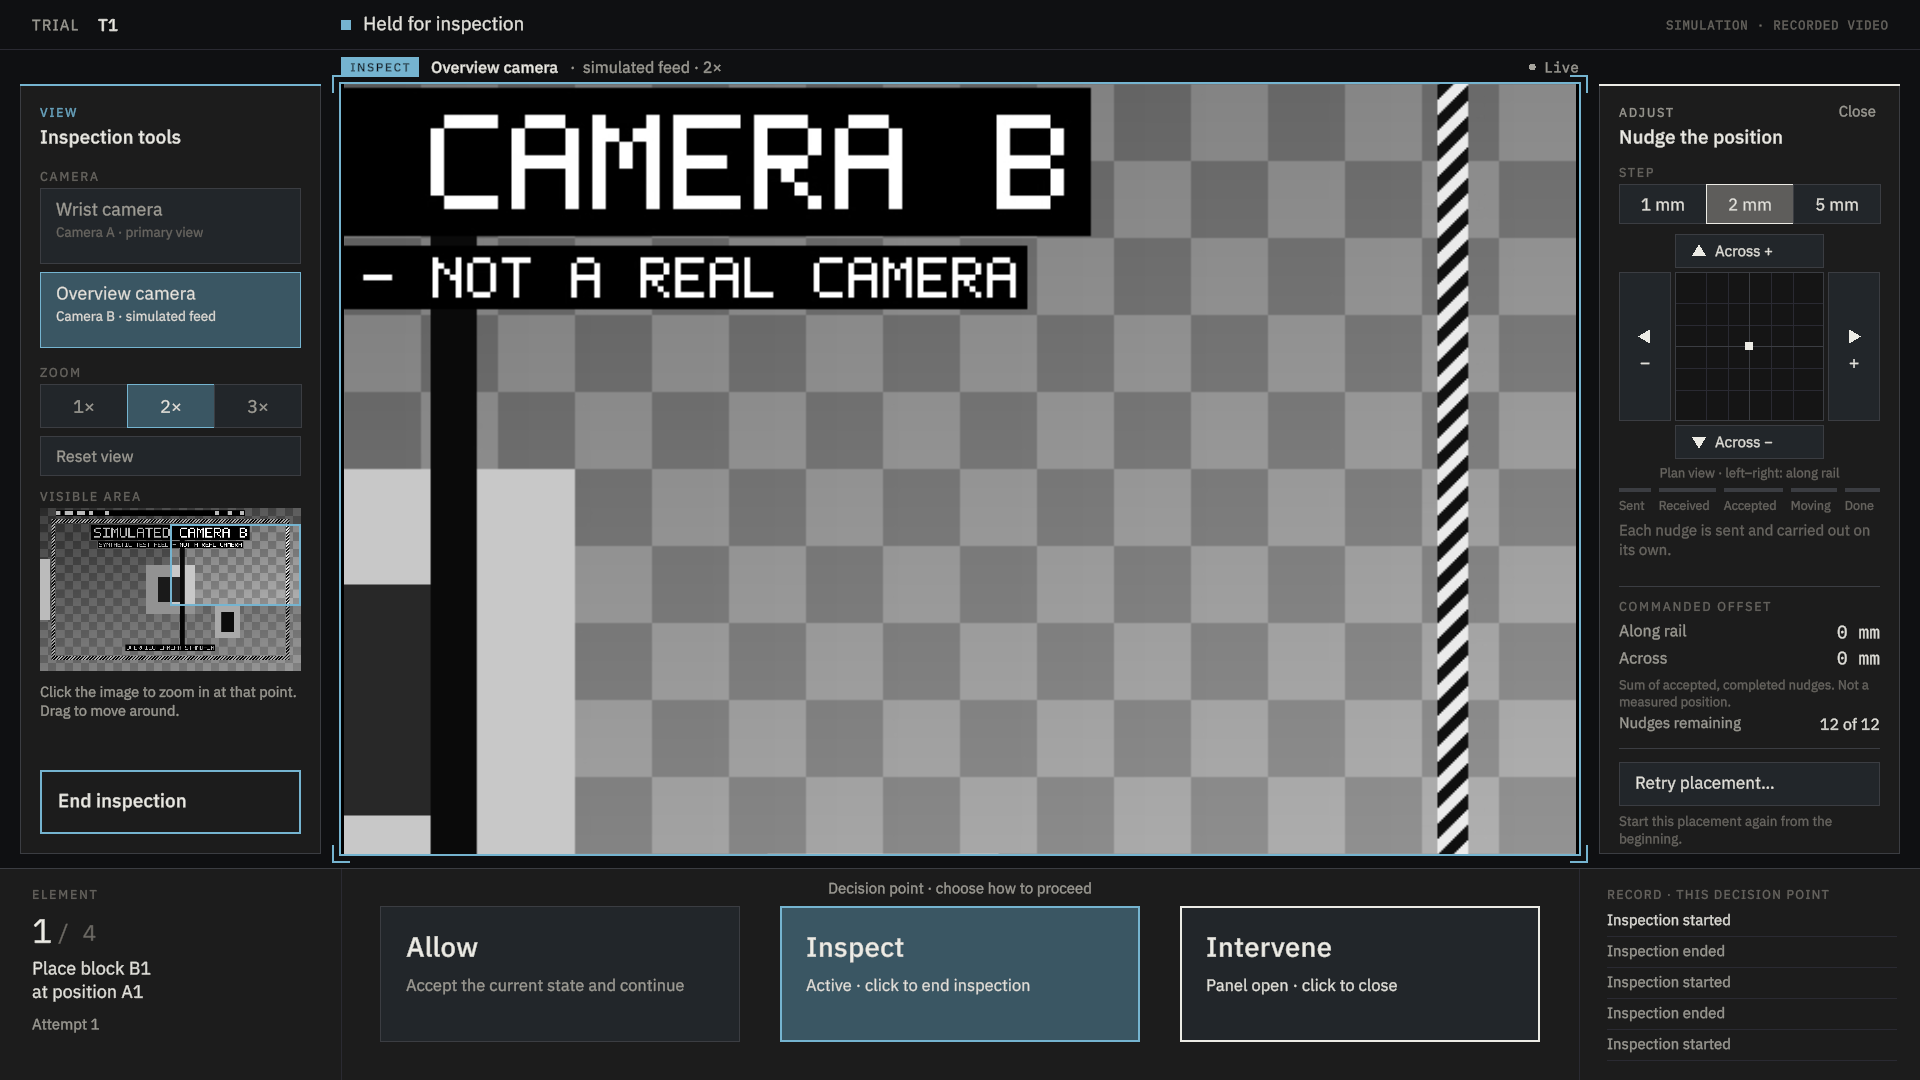 TRIAL T1
Held for inspection
SIMULATION · RECORDED VIDEO
INSPECT Overview camera · simulated feed · 2×
Live
VIEW
Inspection tools
CAMERA
Wrist camera
Camera A · primary view
Overview camera
Camera B · simulated feed
ZOOM
1× 2× 3×
Reset view
VISIBLE AREA
SIMULATED CAMERA B
SYNTHETIC TEST FEED - NOT A REAL CAMERA
Click the image to zoom in at that point.
Drag to move around.
End inspection
CAMERA B
- NOT A REAL CAMERA
ADJUST
Close
Nudge the position
STEP
1 mm 2 mm 5 mm
Across +
−
+
Across −
Plan view · left–right: along rail
Sent Received Accepted Moving Done
Each nudge is sent and carried out on
its own.
COMMANDED OFFSET
Along rail 0 mm
Across 0 mm
Sum of accepted, completed nudges. Not a
measured position.
Nudges remaining 12 of 12
Retry placement...
Start this placement again from the
beginning.
ELEMENT
1 / 4
Place block B1
at position A1
Attempt 1
Decision point · choose how to proceed
Allow
Accept the current state and continue
Inspect
Active · click to end inspection
Intervene
Panel open · click to close
RECORD · THIS DECISION POINT
Inspection started
Inspection ended
Inspection started
Inspection ended
Inspection started